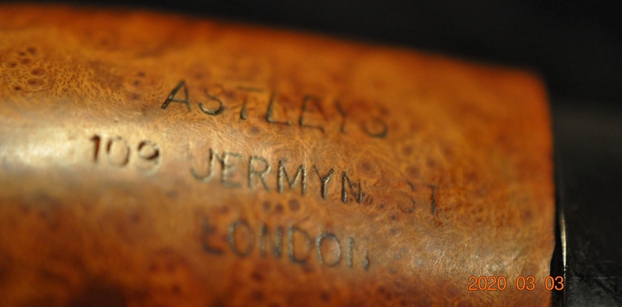 ASTLEYS
109 JERMYN ST
LONDON
2020 03 03